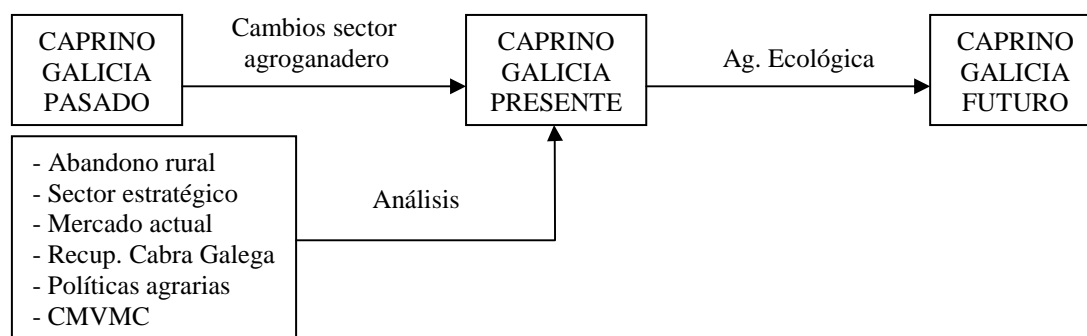 CAPRINO
GALICIA
PASADO
Cambios sector
agroganadero
CAPRINO
GALICIA
PRESENTE
Ag. Ecológica
CAPRINO
GALICIA
FUTURO
- Abandono rural
- Sector estratégico
- Mercado actual
- Recup. Cabra Galega
- Políticas agrarias
- CMVMC
Análisis